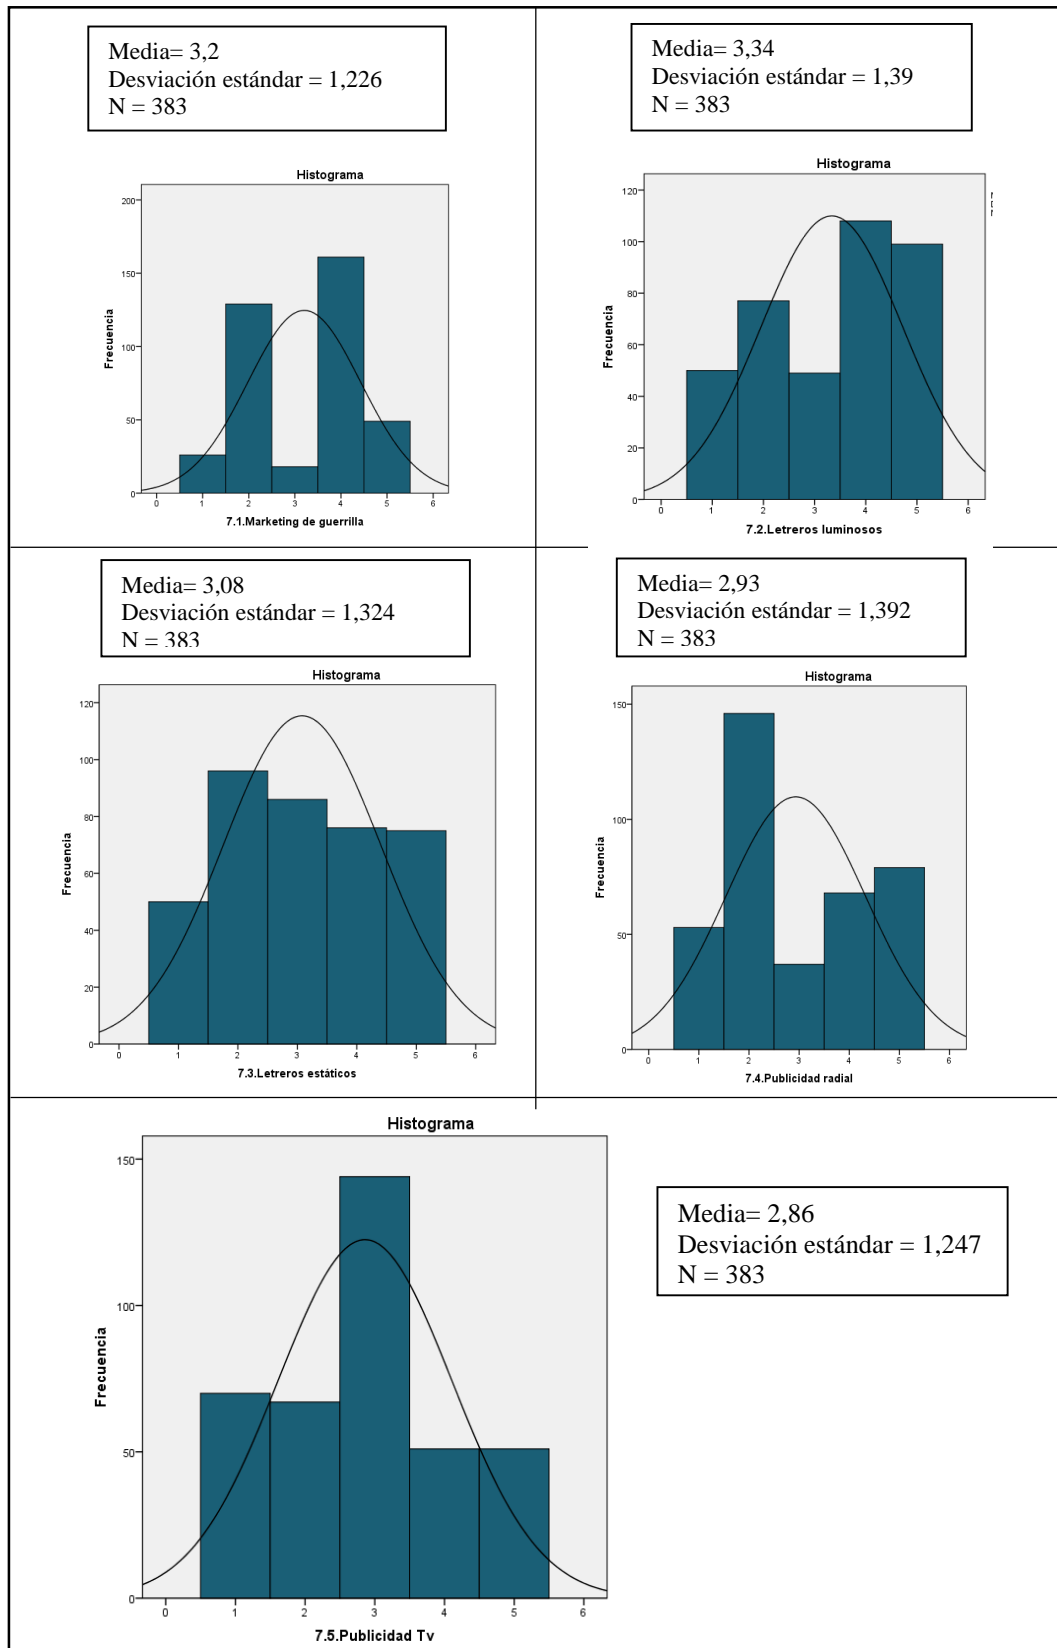 Media= 3,2
Desviación estándar = 1,226
N = 383
Histograma
200
150
100
50
0
Frecuencia
0 1 2 3 4 5 6
7.1.Marketing de guerrilla
Media= 3,34
Desviación estándar = 1,39
N = 383
Histograma
120
100
80
60
40
20
0
Frecuencia
0 1 2 3 4 5 6
7.2.Letreros luminosos
Media= 3,08
Desviación estándar = 1,324
N = 383
Histograma
120
100
80
60
40
20
0
Frecuencia
0 1 2 3 4 5 6
7.3.Letreros estáticos
Media= 2,93
Desviación estándar = 1,392
N = 383
Histograma
150
100
50
0
Frecuencia
0 1 2 3 4 5 6
7.4.Publicidad radial
Histograma
150
100
50
0
Frecuencia
0 1 2 3 4 5 6
7.5.Publicidad Tv
Media= 2,86
Desviación estándar = 1,247
N = 383